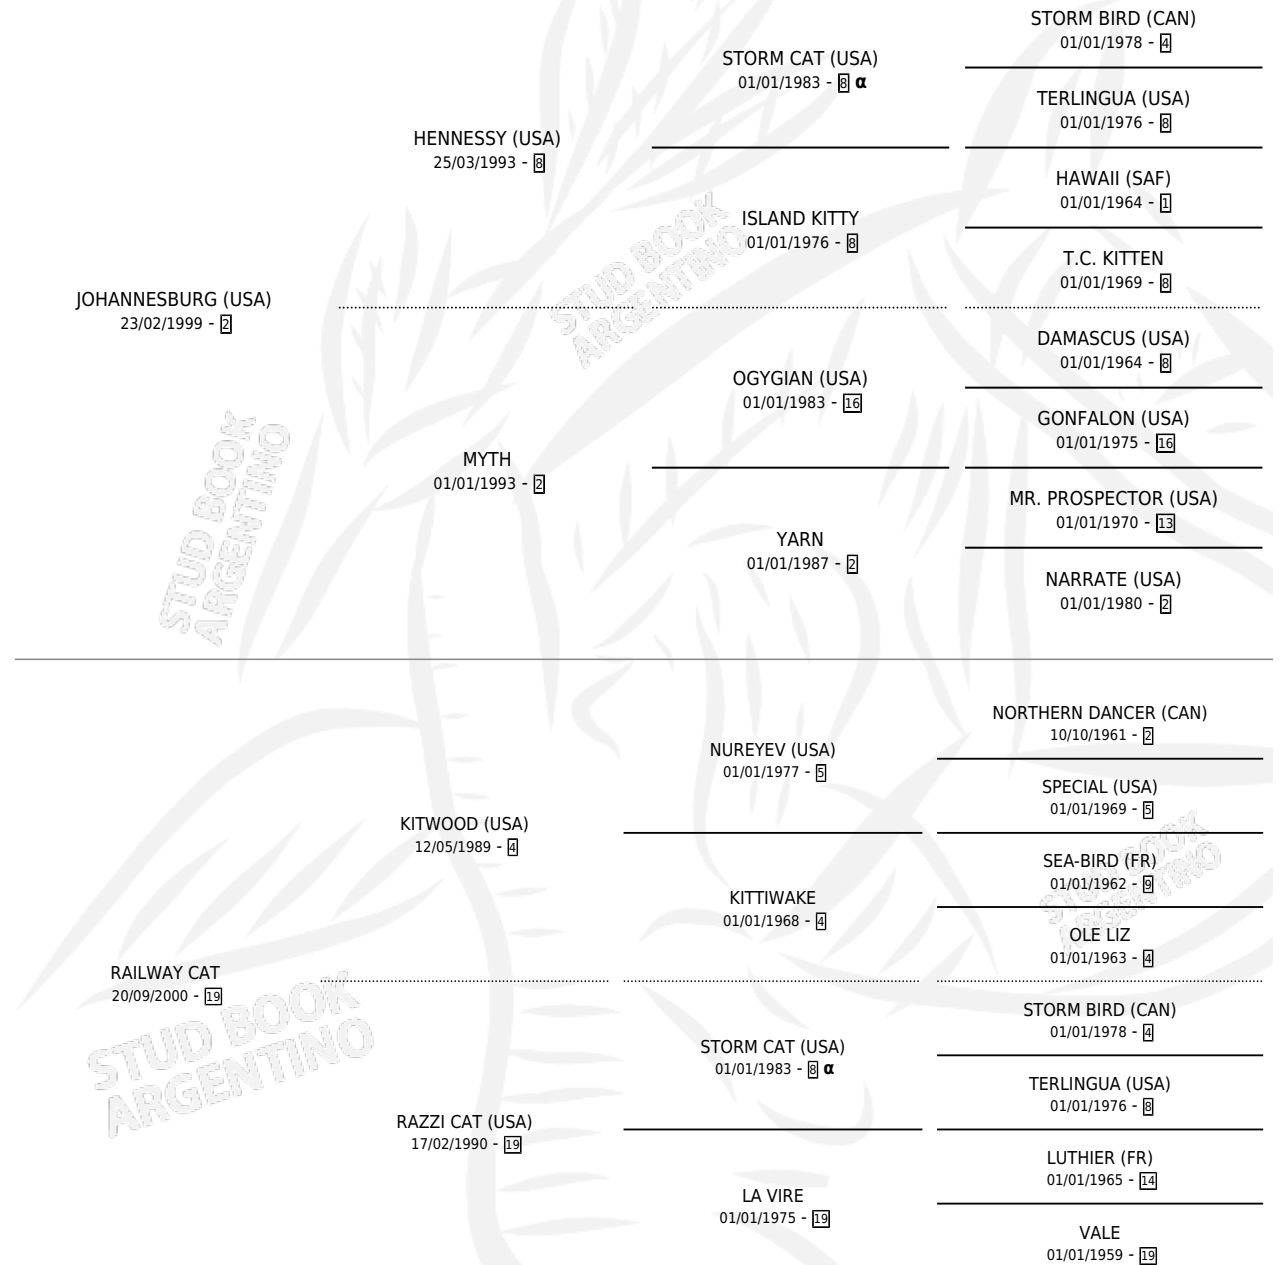 STORM BIRD (CAN)
01/01/1978 - 4
STORM CAT (USA)
01/01/1983 - 8 α
TERLINGUA (USA)
01/01/1976 - 8
HENNESSY (USA)
25/03/1993 - 8
HAWAII (SAF)
01/01/1964 - 1
ISLAND KITTY
01/01/1976 - 8
T.C. KITTEN
01/01/1969 - 8
STUD BOOK
ARGENTINO
JOHANNESBURG (USA)
23/02/1999 - 2
DAMASCUS (USA)
01/01/1964 - 8
OGYGIAN (USA)
01/01/1983 - 16
GONFALON (USA)
01/01/1975 - 16
MYTH
01/01/1993 - 2
MR. PROSPECTOR (USA)
01/01/1970 - 13
YARN
01/01/1987 - 2
NARRATE (USA)
01/01/1980 - 2
STUD BOOK
ARGENTINO
NORTHERN DANCER (CAN)
10/10/1961 - 2
NUREYEV (USA)
01/01/1977 - 5
SPECIAL (USA)
01/01/1969 - 5
KITWOOD (USA)
12/05/1989 - 4
SEA-BIRD (FR)
01/01/1962 - 9
KITTIWAKE
01/01/1968 - 4
OLE LIZ
01/01/1963 - 4
STUD BOOK
ARGENTINO
RAILWAY CAT
20/09/2000 - 19
STORM BIRD (CAN)
01/01/1978 - 4
STORM CAT (USA)
01/01/1983 - 8 α
TERLINGUA (USA)
01/01/1976 - 8
STUD BOOK
ARGENTINO
RAZZI CAT (USA)
17/02/1990 - 19
LUTHIER (FR)
01/01/1965 - 14
LA VIRE
01/01/1975 - 19
VALE
01/01/1959 - 19